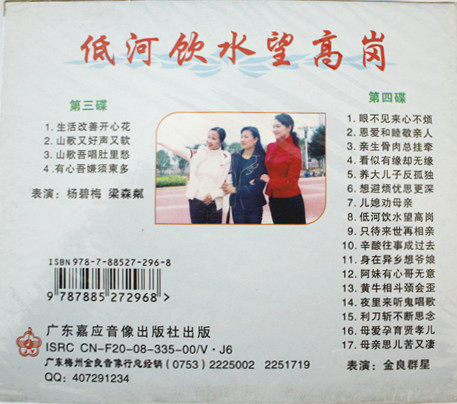 低河饮水望高岗
第三碟
1. 生活改善开心花
2. 山歌又好声又软
3. 山歌吾唱肚里愁
4. 有心吾嫌须柬多
表演：杨碧梅 梁森粼
第四碟
1. 眼不见来心不烦
2. 恩爱和睦敬亲人
3. 亲生骨肉总挂牵
4. 看似有缘却无缘
5. 养大儿子反孤独
6. 想避烦忧思更深
7. 儿媳劝母亲
8. 低河饮水望高岗
9. 只待来世再相亲
10. 辛酸往事成过去
11. 身在异乡想爷娘
12. 阿妹有心哥无意
13. 黄牛相斗颈会歪
14. 夜里来听鬼唱歌
15. 利刀斩不断思念
16. 母爱孕育贤孝儿
17. 母亲思儿苦又凄
表演：金良群星
ISBN 978-7-88527-296-8
9 787885 272968 >
广东嘉应音像出版社出版
ISRC CN-F20-08-335-00/V·J6
广东梅州金良音像行总经销 (0753) 2225002 2251719
QQ: 407291234